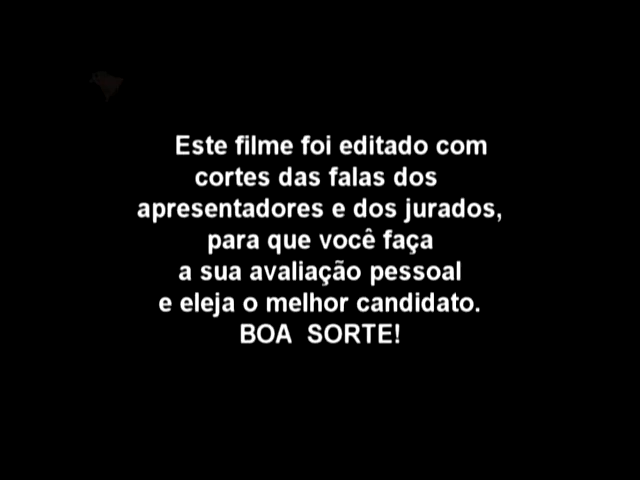 Este filme foi editado com
cortes das falas dos
apresentadores e dos jurados,
para que você faça
a sua avaliação pessoal
e eleja o melhor candidato.
BOA SORTE!